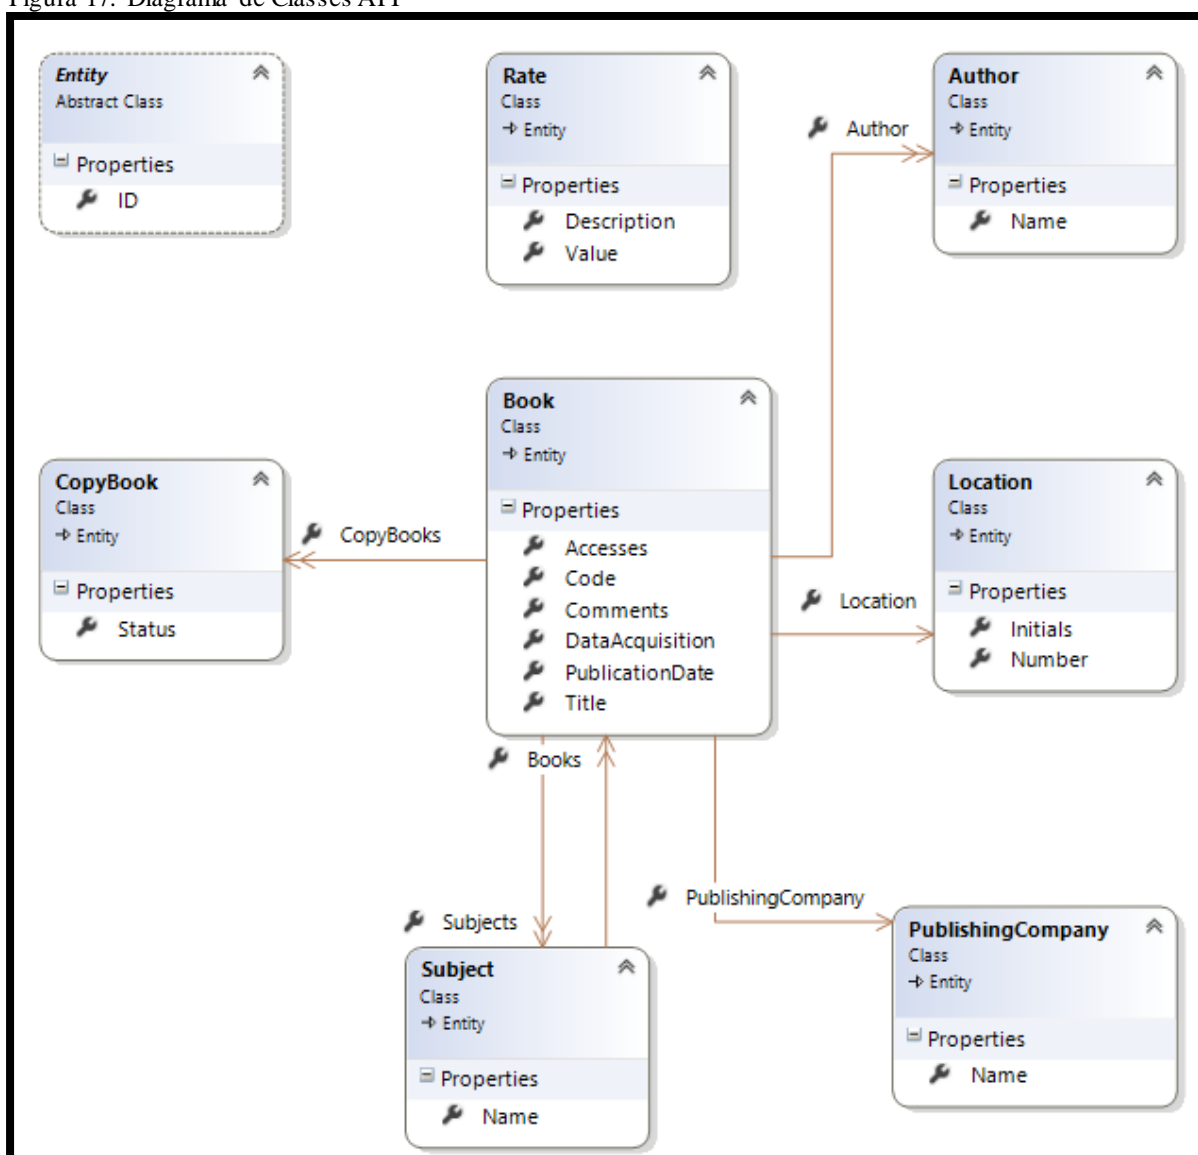 Figura 17: Diagrama de Classes API
Entity
Abstract Class
Properties
ID
Rate
Class
Entity
Properties
Description
Value
Author
Class
Entity
Properties
Name
Author
Book
Class
Entity
Properties
Accesses
Code
Comments
DataAcquisition
PublicationDate
Title
CopyBook
Class
Entity
Properties
Status
CopyBooks
Location
Class
Entity
Properties
Initials
Number
Location
Books
Subjects
PublishingCompany
Subject
Class
Entity
Properties
Name
PublishingCompany
Class
Entity
Properties
Name